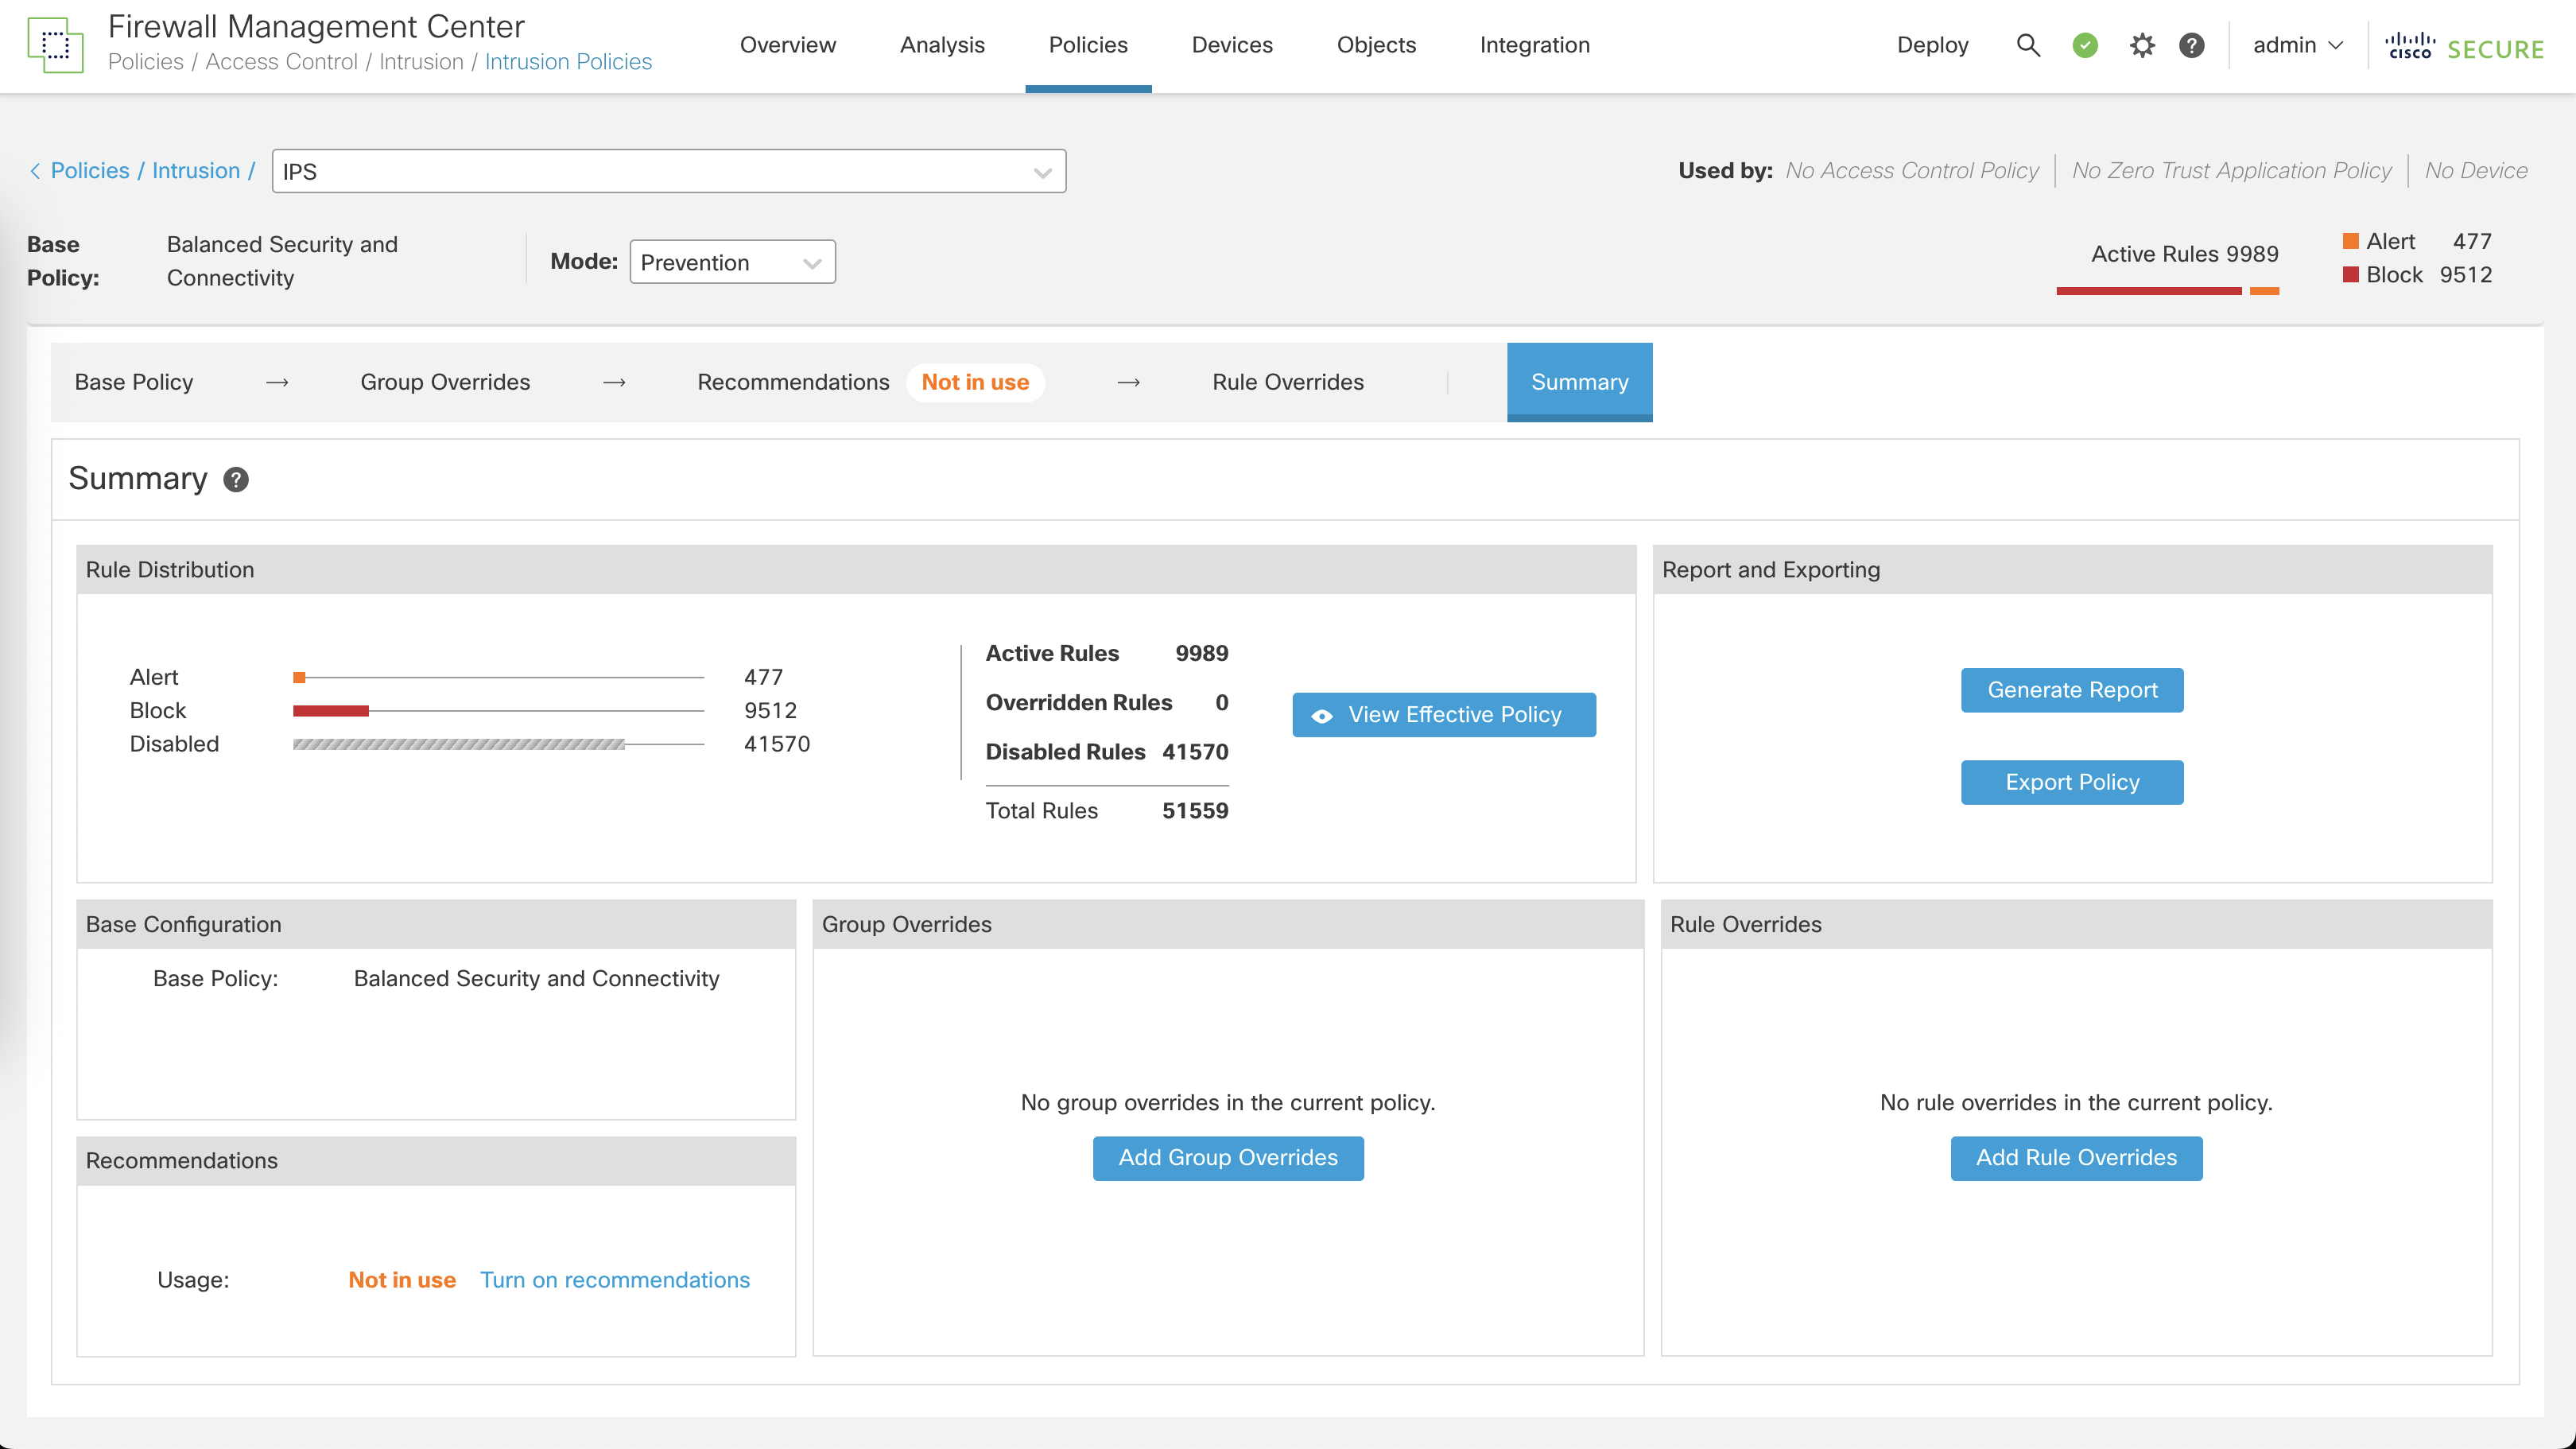 Firewall Management Center
Policies / Access Control / Intrusion / Intrusion Policies
Overview
Analysis
Policies
Devices
Objects
Integration
Deploy
?
admin
cisco SECURE
Policies / Intrusion /
IPS
Used by: No Access Control Policy
No Zero Trust Application Policy
No Device
Base Policy:
Balanced Security and
Connectivity
Mode:
Prevention
Active Rules 9989
Alert 477
Block 9512
Base Policy
Group Overrides
Recommendations Not in use
Rule Overrides
Summary
Summary ?
Rule Distribution
Alert 477
Block 9512
Disabled 41570
Active Rules 9989
Overridden Rules 0
Disabled Rules 41570
Total Rules 51559
View Effective Policy
Report and Exporting
Generate Report
Export Policy
Base Configuration
Base Policy: Balanced Security and Connectivity
Group Overrides
No group overrides in the current policy.
Add Group Overrides
Rule Overrides
No rule overrides in the current policy.
Add Rule Overrides
Recommendations
Usage: Not in use Turn on recommendations